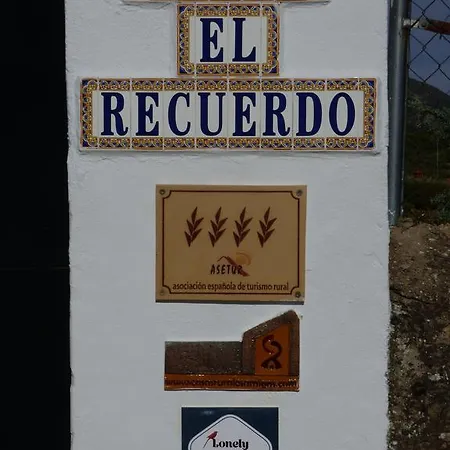 EL
RECUERDO
ASETUR
asociación española de turismo rural
Lonely